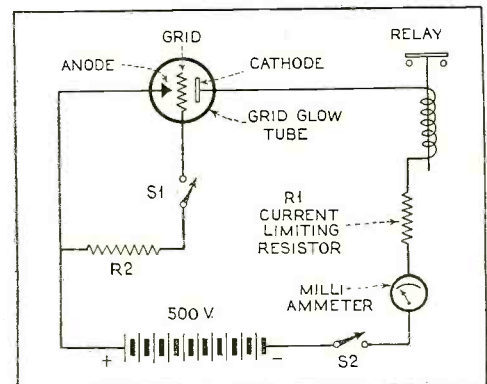 GRID
RELAY
ANODE
CATHODE
GRID GLOW
TUBE
S1
R1
CURRENT
LIMITING
RESISTOR
R2
MILLI
AMMETER
500 V.
+
−
S2